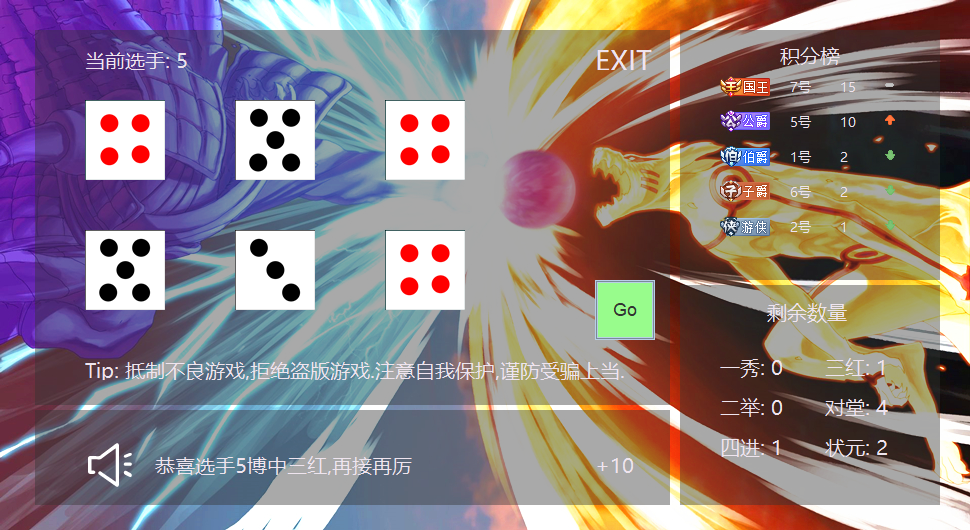 当前选手: 5
EXIT
Go
Tip: 抵制不良游戏,拒绝盗版游戏.注意自我保护,谨防受骗上当.
恭喜选手5博中三红,再接再厉
+10
积分榜
国王 7号 15
公爵 5号 10
伯 伯爵 1号 2
子 子爵 6号 2
侠 游侠 2号 1
剩余数量
一秀: 0 三红: 1
二举: 0 对堂: 4
四进: 1 状元: 2